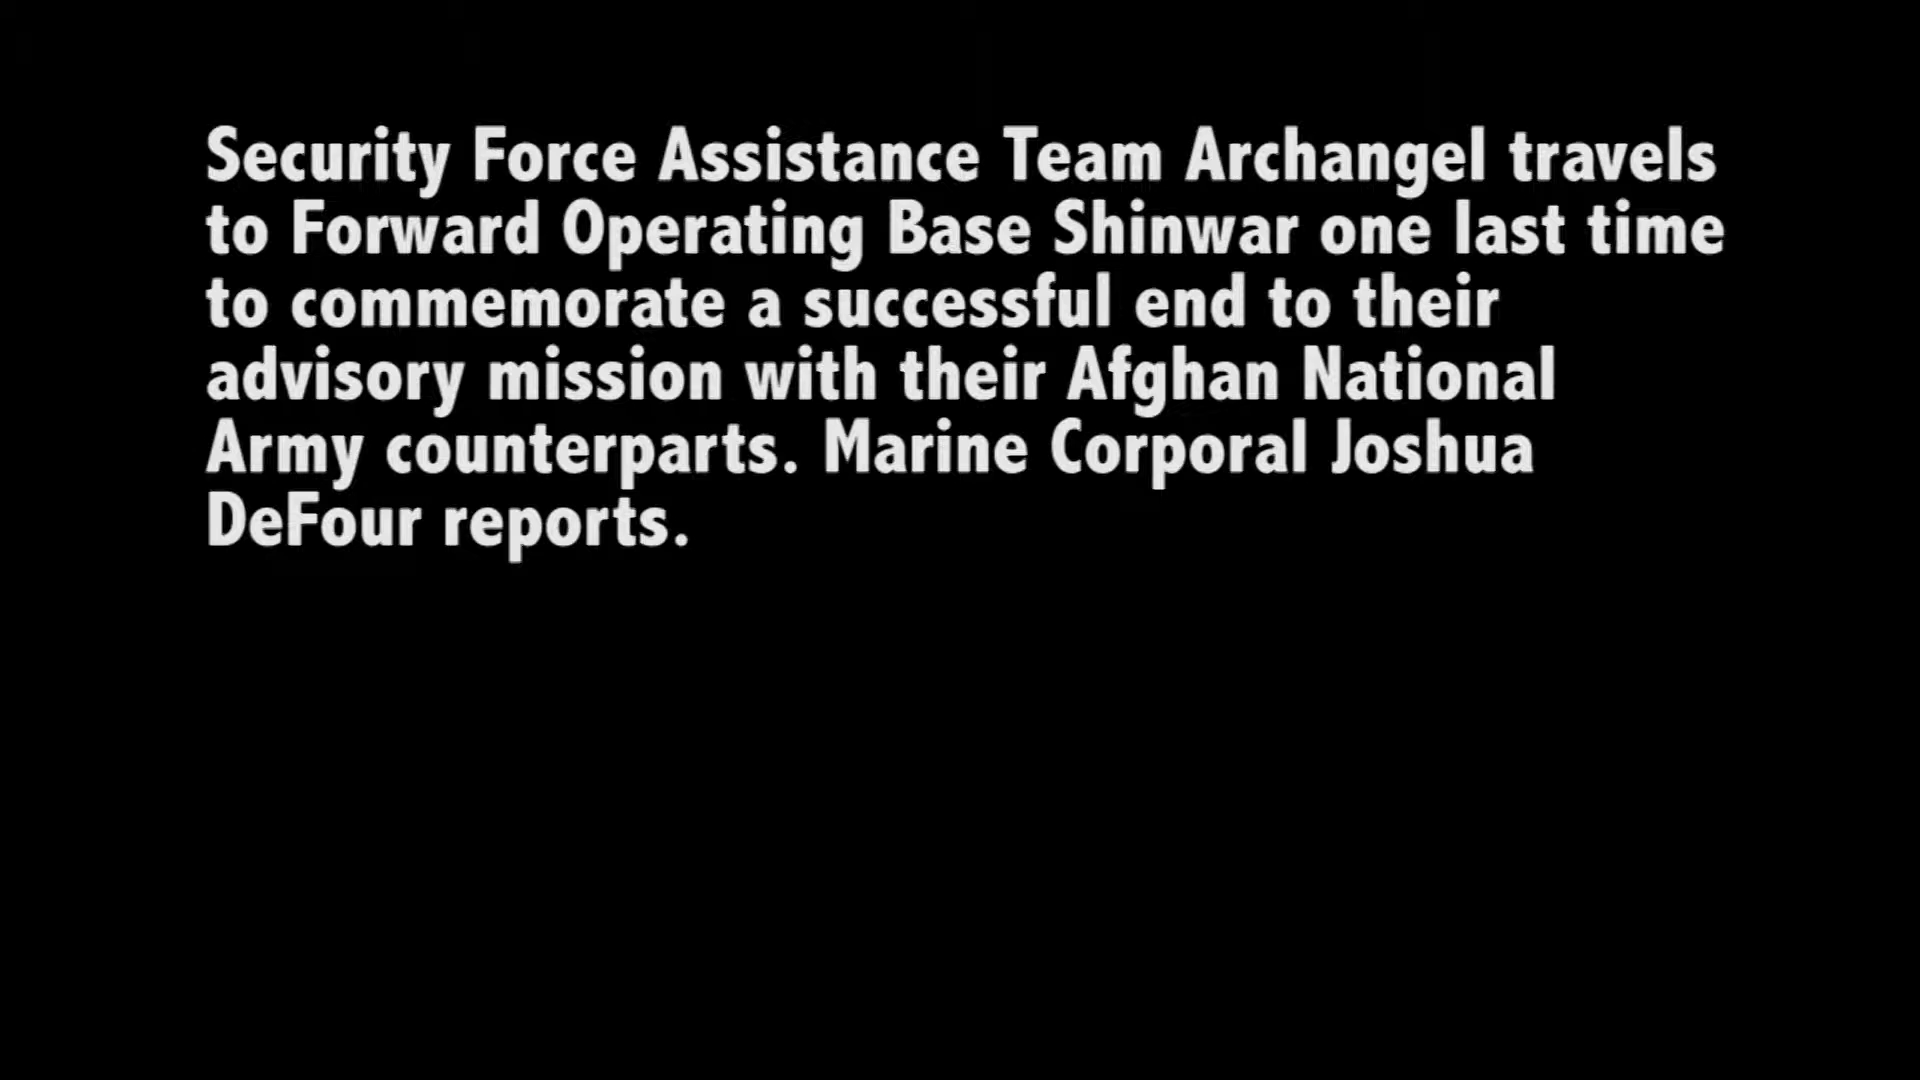 Security Force Assistance Team Archangel travels
to Forward Operating Base Shinwar one last time
to commemorate a successful end to their
advisory mission with their Afghan National
Army counterparts. Marine Corporal Joshua
DeFour reports.